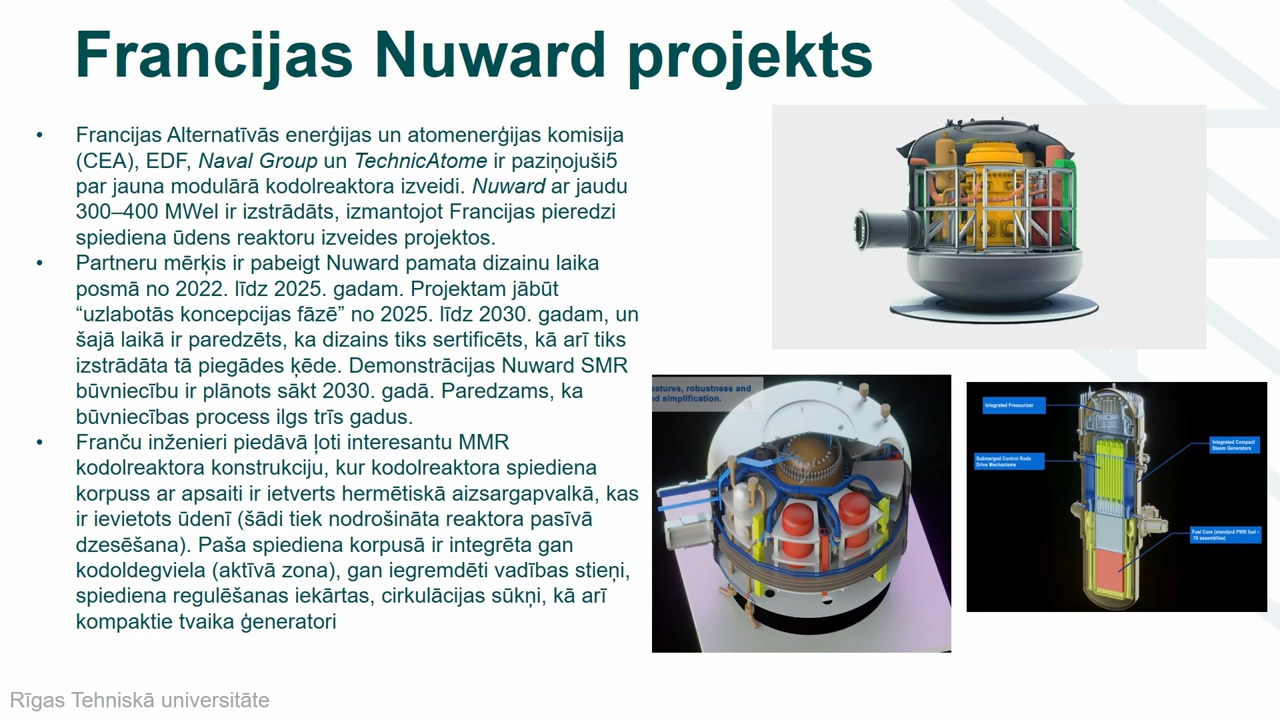 Francijas Nuward projekts
• Francijas Alternatīvās enerģijas un atomenerģijas komisija
(CEA), EDF, Naval Group un TechnicAtome ir paziņojuši5
par jauna modulārā kodolreaktora izveidi. Nuward ar jaudu
300–400 MWel ir izstrādāts, izmantojot Francijas pieredzi
spiediena ūdens reaktoru izveides projektos.
• Partneru mērķis ir pabeigt Nuward pamata dizainu laika
posmā no 2022. līdz 2025. gadam. Projektam jābūt
“uzlabotās koncepcijas fāzē” no 2025. līdz 2030. gadam, un
šajā laikā ir paredzēts, ka dizains tiks sertificēts, kā arī tiks
izstrādāta tā piegādes ķēde. Demonstrācijas Nuward SMR
būvniecību ir plānots sākt 2030. gadā. Paredzams, ka
būvniecības process ilgs trīs gadus.
• Franču inženieri piedāvā ļoti interesantu MMR
kodolreaktora konstrukciju, kur kodolreaktora spiediena
korpuss ar apsaiti ir ietverts hermētiskā aizsargapvalkā, kas
ir ievietots ūdenī (šādi tiek nodrošināta reaktora pasīvā
dzesēšana). Paša spiediena korpusā ir integrēta gan
kodoldegviela (aktīvā zona), gan iegremdēti vadības stieņi,
spiediena regulēšanas iekārtas, cirkulācijas sūkņi, kā arī
kompaktie tvaika ģeneratori
eatures, robustness and
nd simplification.
Integrated Pressurizer
Integrated Compact
Steam Generators
Submerged Control Rods
Drive Mechanisms
Fuel Core (standard PWR fuel -
76 assemblies)
Rīgas Tehniskā universitāte